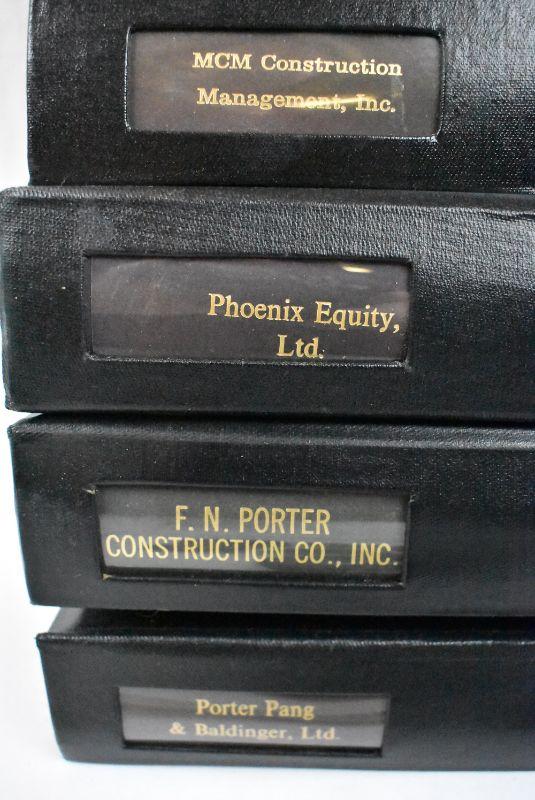 MCM Construction
Management, Inc.
Phoenix Equity,
Ltd.
F. N. PORTER
CONSTRUCTION CO., INC.
Porter Pang
& Baldinger, Ltd.